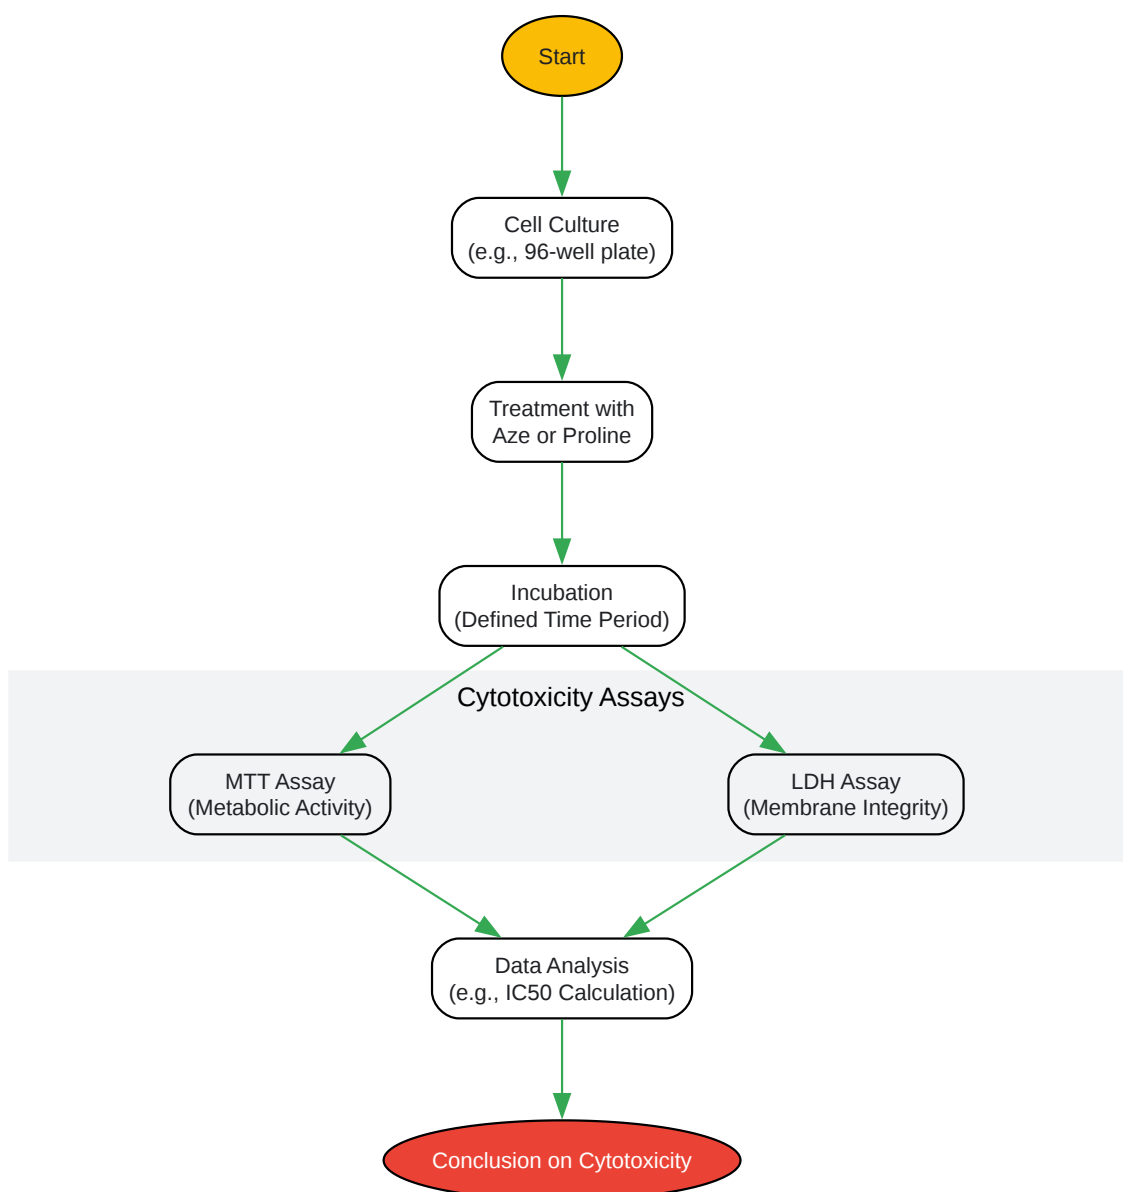 Start
Cell Culture
(e.g., 96-well plate)
Treatment with
Aze or Proline
Incubation
(Defined Time Period)
Cytotoxicity Assays
MTT Assay
(Metabolic Activity)
LDH Assay
(Membrane Integrity)
Data Analysis
(e.g., IC50 Calculation)
Conclusion on Cytotoxicity